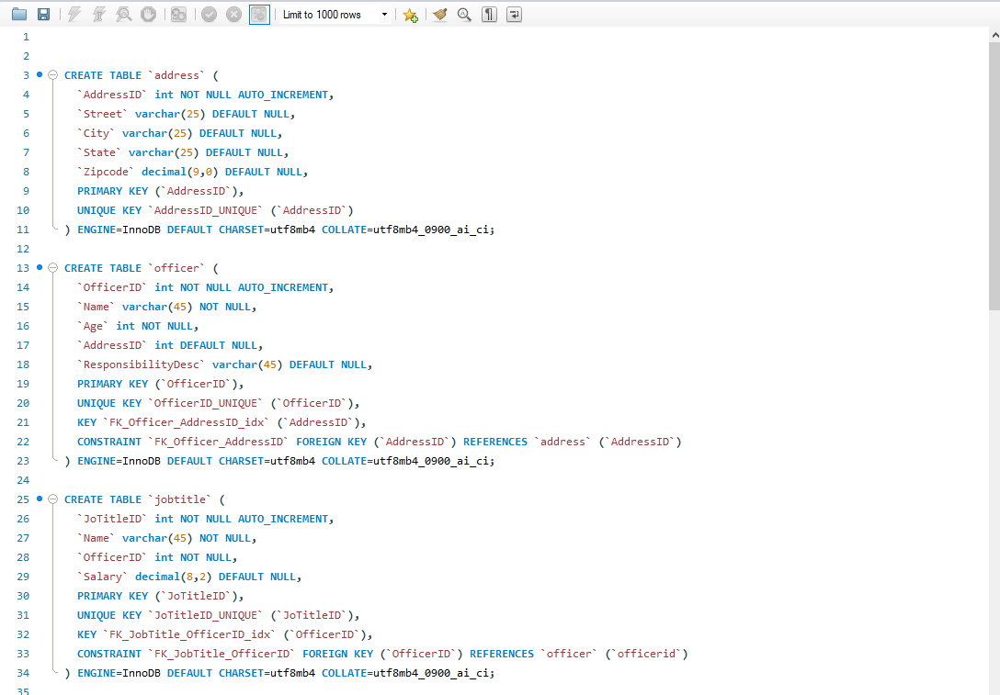 Limit to 1000 rows
1
2
3 CREATE TABLE `address` (
4 `AddressID` int NOT NULL AUTO_INCREMENT,
5 `Street` varchar(25) DEFAULT NULL,
6 `City` varchar(25) DEFAULT NULL,
7 `State` varchar(25) DEFAULT NULL,
8 `Zipcode` decimal(9,0) DEFAULT NULL,
9 PRIMARY KEY (`AddressID`),
10 UNIQUE KEY `AddressID_UNIQUE` (`AddressID`)
11 ) ENGINE=InnoDB DEFAULT CHARSET=utf8mb4 COLLATE=utf8mb4_0900_ai_ci;
12
13 CREATE TABLE `officer` (
14 `OfficerID` int NOT NULL AUTO_INCREMENT,
15 `Name` varchar(45) NOT NULL,
16 `Age` int NOT NULL,
17 `AddressID` int DEFAULT NULL,
18 `ResponsibilityDesc` varchar(45) DEFAULT NULL,
19 PRIMARY KEY (`OfficerID`),
20 UNIQUE KEY `OfficerID_UNIQUE` (`OfficerID`),
21 KEY `FK_Officer_AddressID_idx` (`AddressID`),
22 CONSTRAINT `FK_Officer_AddressID` FOREIGN KEY (`AddressID`) REFERENCES `address` (`AddressID`)
23 ) ENGINE=InnoDB DEFAULT CHARSET=utf8mb4 COLLATE=utf8mb4_0900_ai_ci;
24
25 CREATE TABLE `jobtitle` (
26 `JoTitleID` int NOT NULL AUTO_INCREMENT,
27 `Name` varchar(45) NOT NULL,
28 `OfficerID` int NOT NULL,
29 `Salary` decimal(8,2) DEFAULT NULL,
30 PRIMARY KEY (`JoTitleID`),
31 UNIQUE KEY `JoTitleID_UNIQUE` (`JoTitleID`),
32 KEY `FK_JobTitle_OfficerID_idx` (`OfficerID`),
33 CONSTRAINT `FK_JobTitle_OfficerID` FOREIGN KEY (`OfficerID`) REFERENCES `officer` (`officerid`)
34 ) ENGINE=InnoDB DEFAULT CHARSET=utf8mb4 COLLATE=utf8mb4_0900_ai_ci;
35